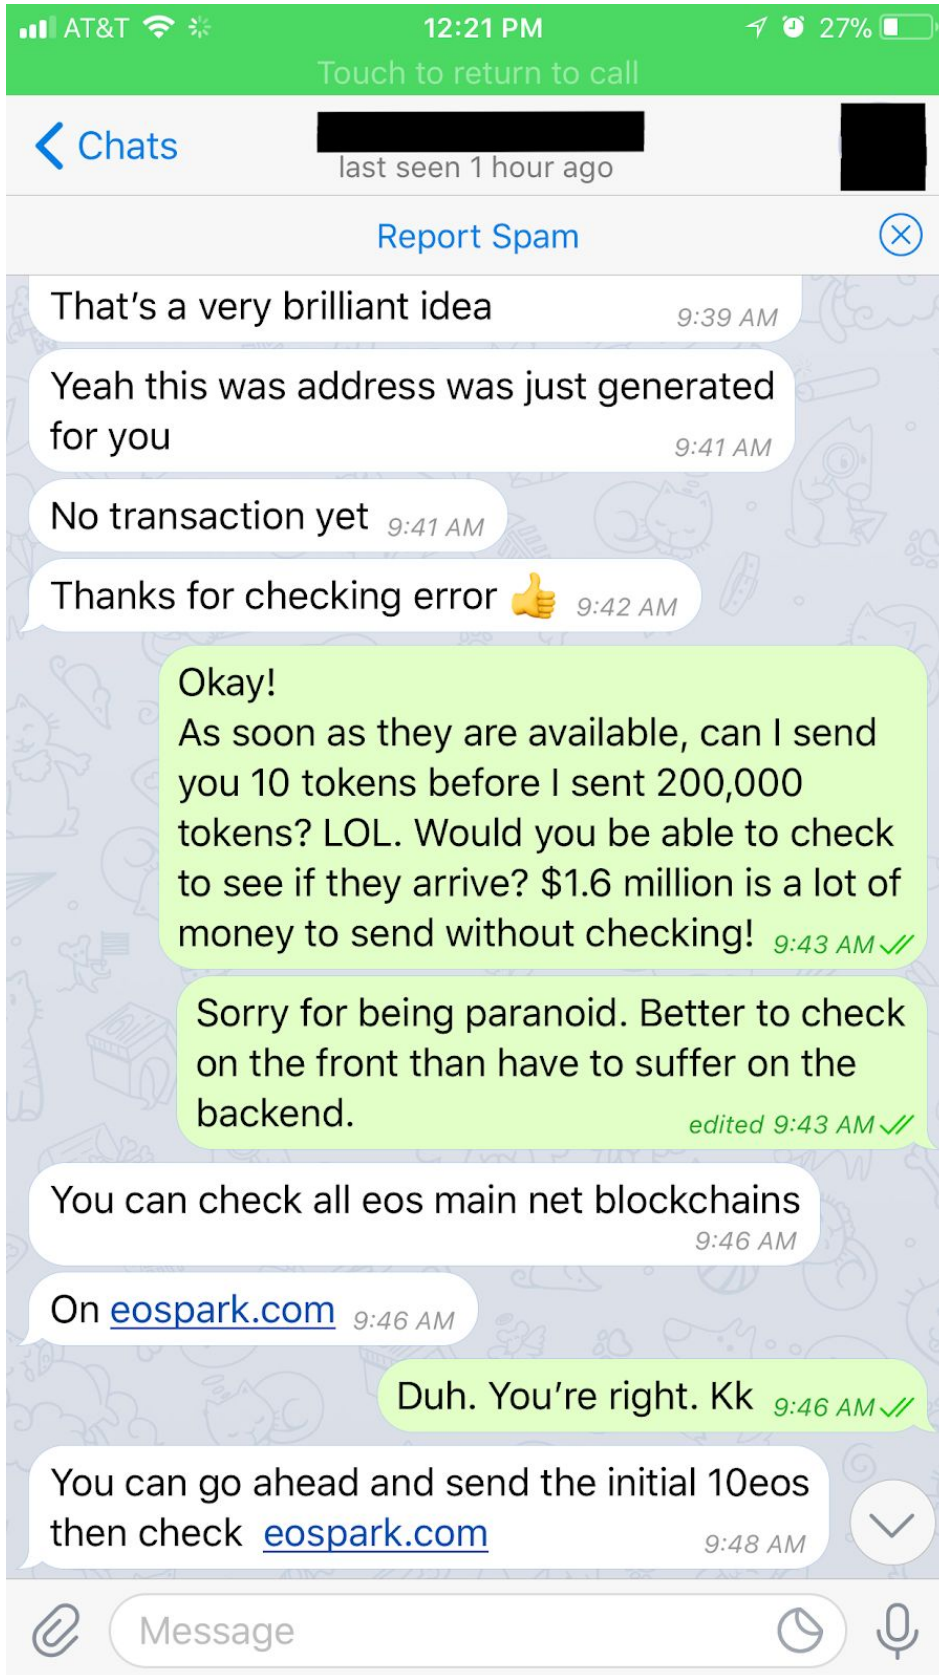 AT&T 12:21 PM 27%
Touch to return to call
Chats
last seen 1 hour ago
Report Spam
That's a very brilliant idea 9:39 AM
Yeah this was address was just generated
for you 9:41 AM
No transaction yet 9:41 AM
Thanks for checking error 👍 9:42 AM
Okay!
As soon as they are available, can I send
you 10 tokens before I sent 200,000
tokens? LOL. Would you be able to check
to see if they arrive? $1.6 million is a lot of
money to send without checking! 9:43 AM
Sorry for being paranoid. Better to check
on the front than have to suffer on the
backend. edited 9:43 AM
You can check all eos main net blockchains
9:46 AM
On eospark.com 9:46 AM
Duh. You're right. Kk 9:46 AM
You can go ahead and send the initial 10eos
then check eospark.com 9:48 AM
Message